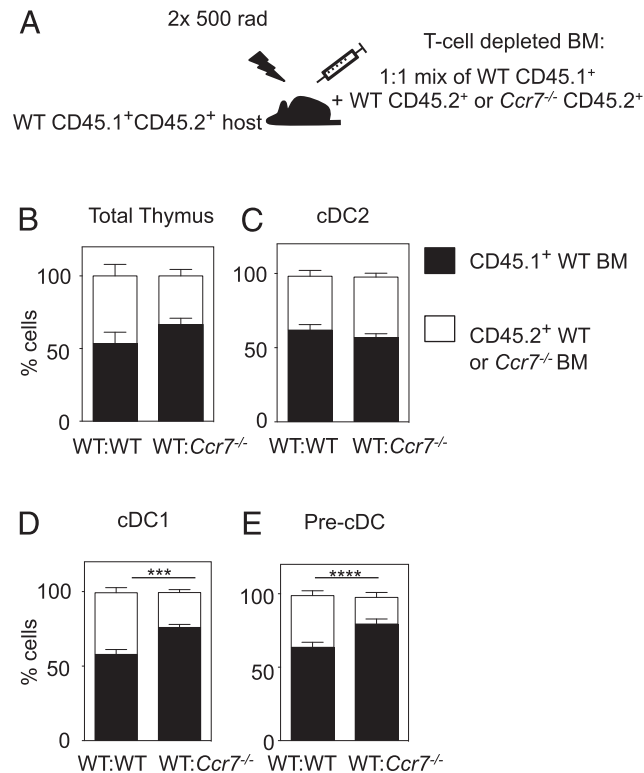 A
2x 500 rad
T-cell depleted BM:
1:1 mix of WT CD45.1⁺
+ WT CD45.2⁺ or Ccr7⁻/⁻ CD45.2⁺
WT CD45.1⁺CD45.2⁺ host
B Total Thymus
% cells
100
50
0
WT:WT WT:Ccr7⁻/⁻
C cDC2
100
50
0
WT:WT WT:Ccr7⁻/⁻
CD45.1⁺ WT BM
CD45.2⁺ WT
or Ccr7⁻/⁻ BM
D cDC1
% cells
100
50
0
***
WT:WT WT:Ccr7⁻/⁻
E Pre-cDC
100
50
0
****
WT:WT WT:Ccr7⁻/⁻